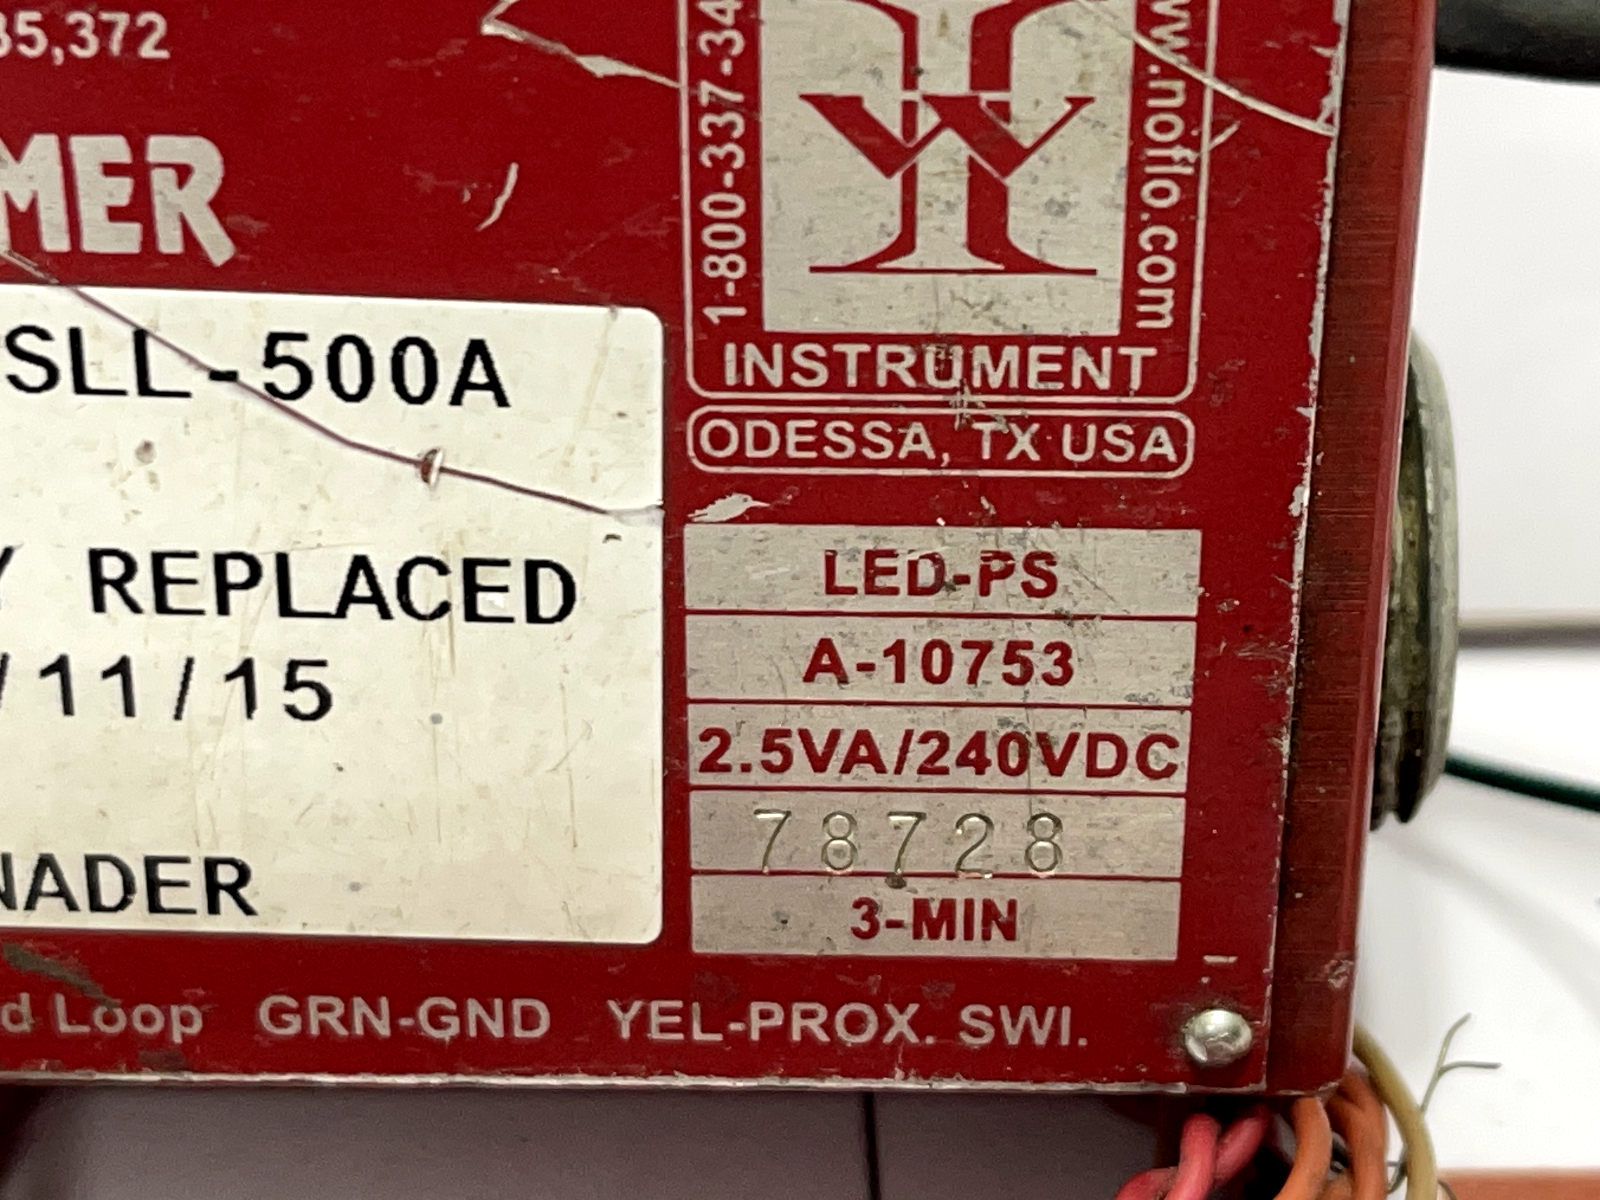 35,372
MER
SLL-500A
Y REPLACED
/11/15
NADER
1-800-337-34
W
www.noflo.com
INSTRUMENT
ODESSA, TX USA
LED-PS
A-10753
2.5VA/240VDC
78728
3-MIN
d Loop GRN-GND YEL-PROX. SWI.